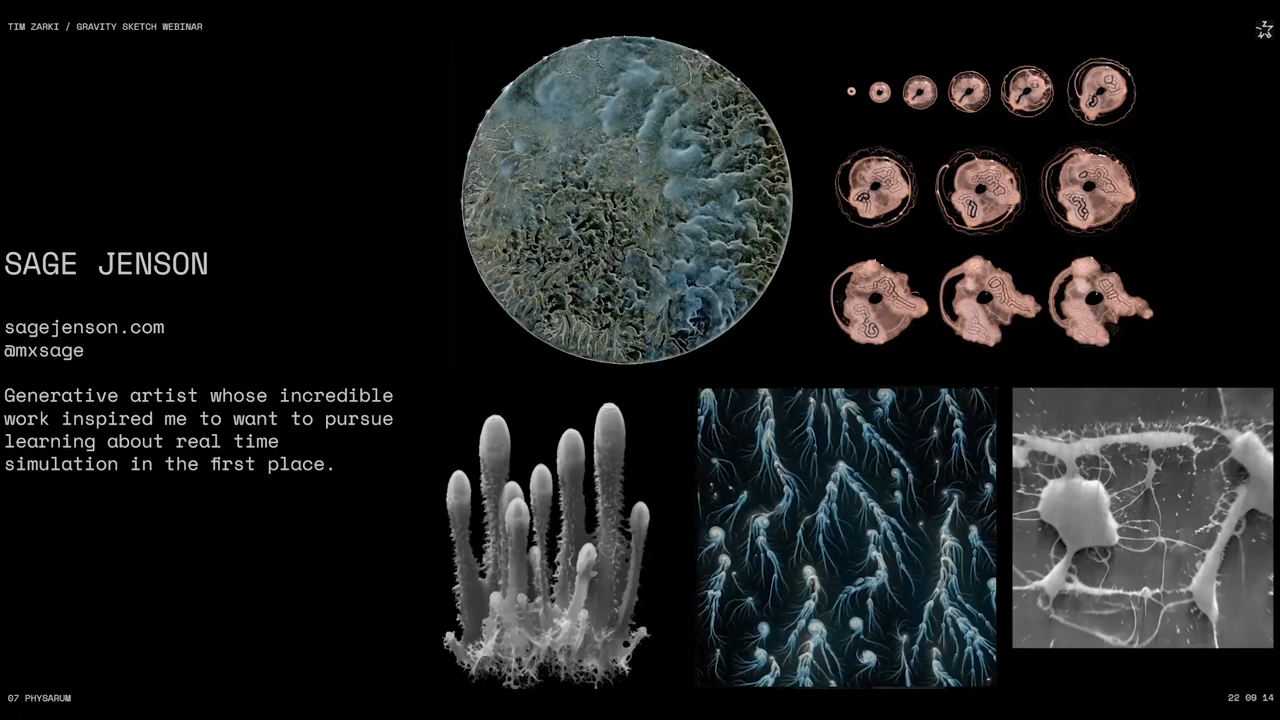 TIM ZARKI / GRAVITY SKETCH WEBINAR
SAGE JENSON
sagejenson.com
@mxsage
Generative artist whose incredible
work inspired me to want to pursue
learning about real time
simulation in the first place.
07 PHYSARUM
22 09 14